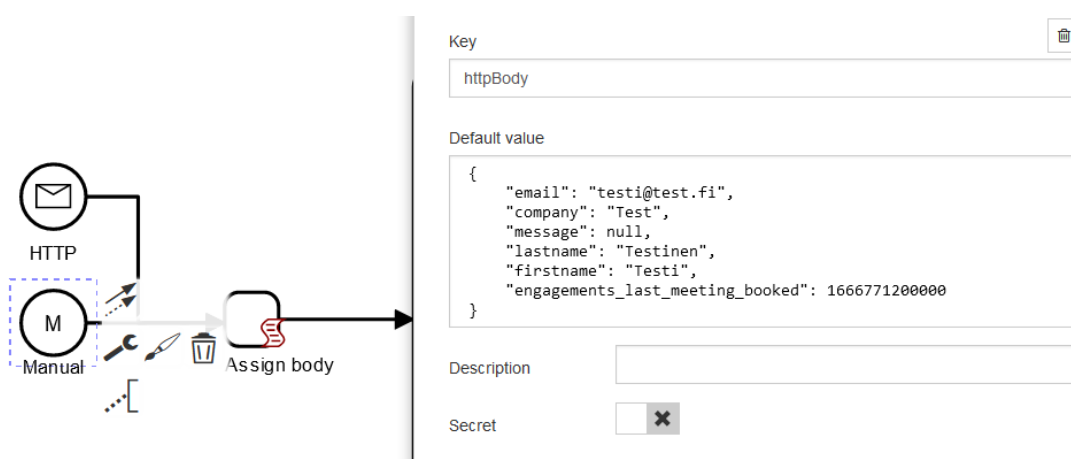 Key
httpBody
Default value
{
"email": "testi@test.fi",
"company": "Test",
"message": null,
"lastname": "Testinen",
"firstname": "Testi",
"engagements_last_meeting_booked": 1666771200000
}
Description
Secret
HTTP
M
Manual
Assign body